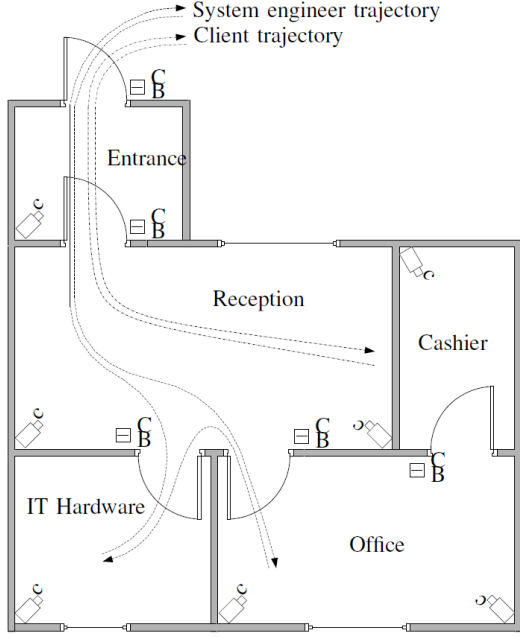 System engineer trajectory
Client trajectory
C
B
Entrance
c
C
B
Reception
c
Cashier
c
C
B
C
B
c
C
B
IT Hardware
Office
c
c
c